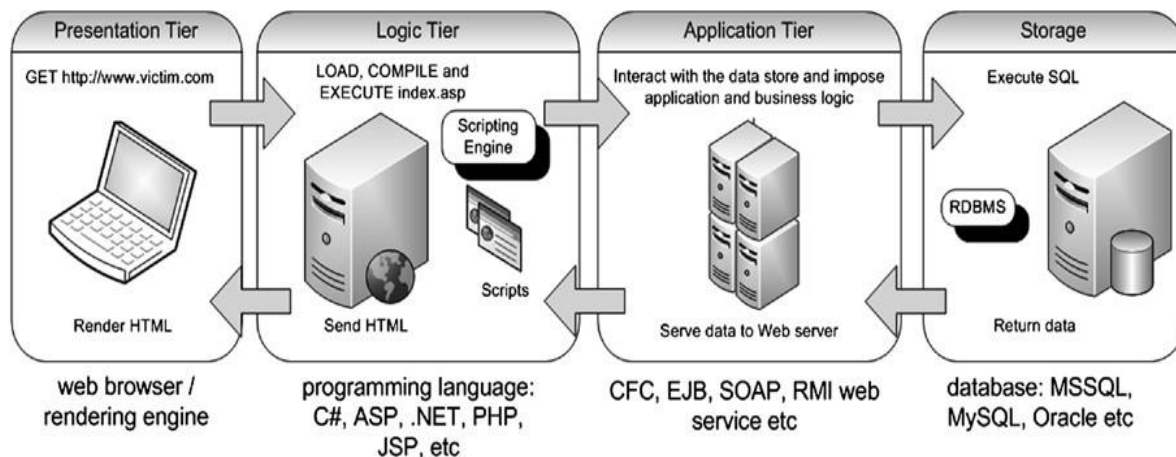 Presentation Tier
GET http://www.victim.com
Render HTML
web browser /
rendering engine
Logic Tier
LOAD, COMPILE and
EXECUTE index.asp
Scripting
Engine
Scripts
Send HTML
programming language:
C#, ASP, .NET, PHP,
JSP, etc
Application Tier
Interact with the data store and impose
application and business logic
Serve data to Web server
CFC, EJB, SOAP, RMI web
service etc
Storage
Execute SQL
RDBMS
Return data
database: MSSQL,
MySQL, Oracle etc